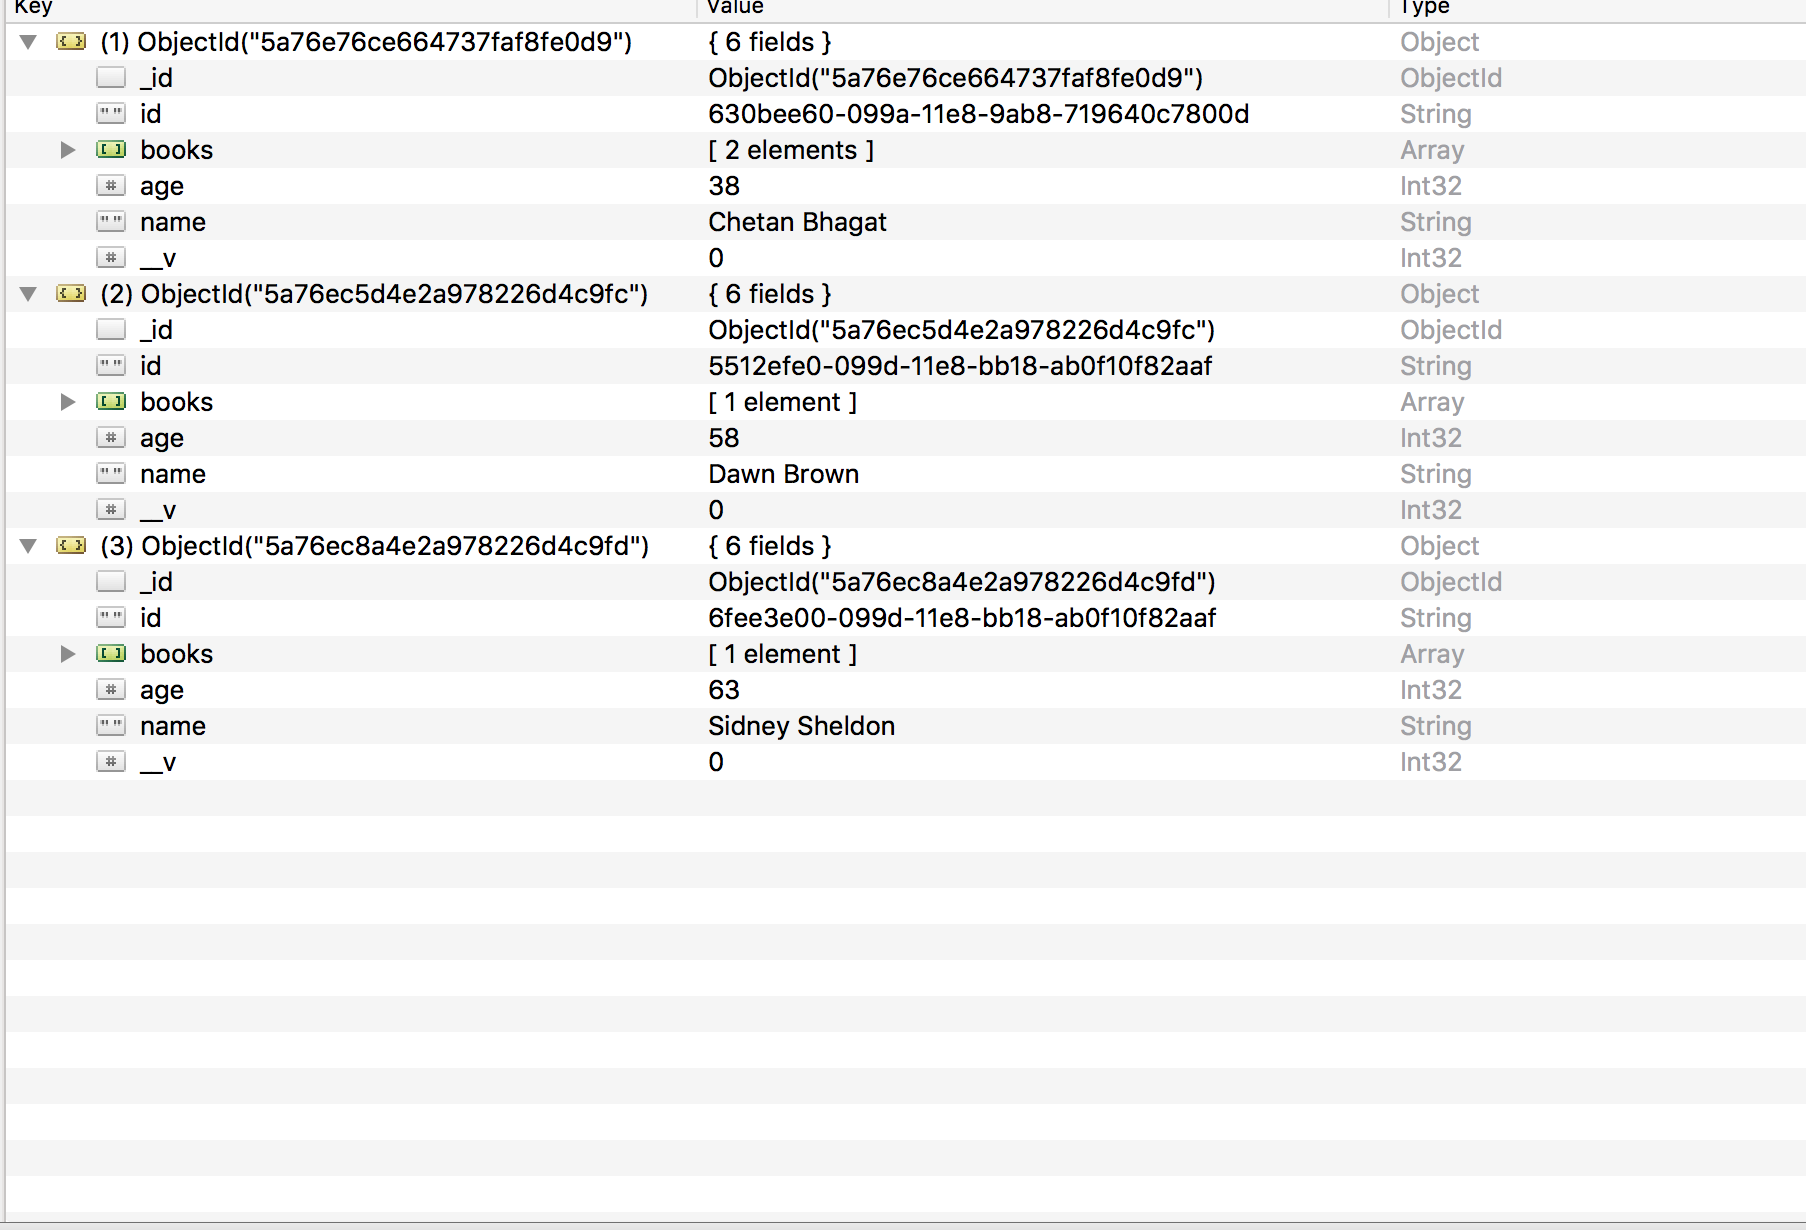 Key Value Type
(1) ObjectId("5a76e76ce664737faf8fe0d9") { 6 fields } Object
_id ObjectId("5a76e76ce664737faf8fe0d9") ObjectId
id 630bee60-099a-11e8-9ab8-719640c7800d String
books [ 2 elements ] Array
age 38 Int32
name Chetan Bhagat String
__v 0 Int32
(2) ObjectId("5a76ec5d4e2a978226d4c9fc") { 6 fields } Object
_id ObjectId("5a76ec5d4e2a978226d4c9fc") ObjectId
id 5512efe0-099d-11e8-bb18-ab0f10f82aaf String
books [ 1 element ] Array
age 58 Int32
name Dawn Brown String
__v 0 Int32
(3) ObjectId("5a76ec8a4e2a978226d4c9fd") { 6 fields } Object
_id ObjectId("5a76ec8a4e2a978226d4c9fd") ObjectId
id 6fee3e00-099d-11e8-bb18-ab0f10f82aaf String
books [ 1 element ] Array
age 63 Int32
name Sidney Sheldon String
__v 0 Int32